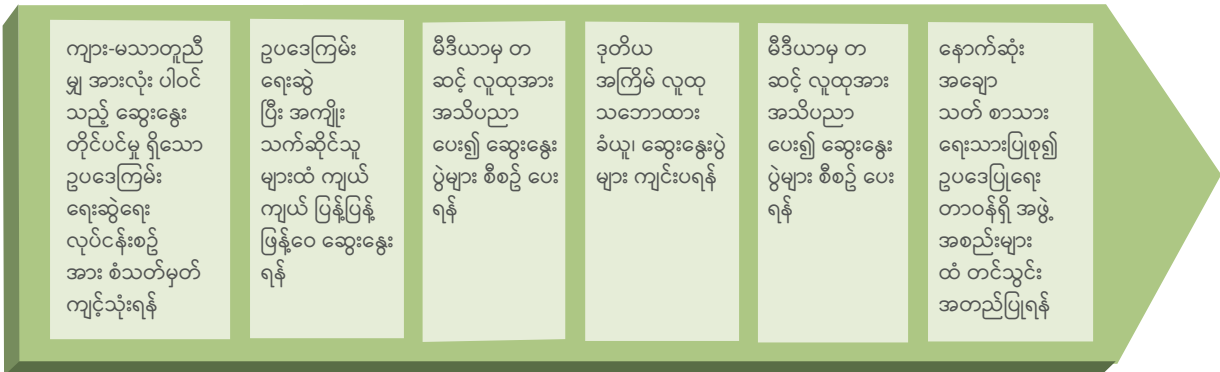 ကျား-မသာတူညီ
မျှ အားလုံး ပါဝင်
သည့် ဆွေးနွေး
တိုင်ပင်မှု ရှိသော
ဥပဒေကြမ်း
ရေးဆွဲရေး
လုပ်ငန်းစဥ်
အား စံသတ်မှတ်
ကျင့်သုံးရန်
ဥပဒေကြမ်း
ရေးဆွဲ
ပြီး အကျိုး
သက်ဆိုင်သူ
များထံ ကျယ်
ကျယ် ပြန့်ပြန့်
ဖြန့်ဝေ ဆွေးနွေး
ရန်
မီဒီယာမှ တ
ဆင့် လူထုအား
အသိပညာ
ပေး၍ ဆွေးနွေး
ပွဲများ စီစဥ် ပေး
ရန်
ဒုတိယ
အကြိမ် လူထု
သဘောထား
ခံယူ၊ ဆွေးနွေးပွဲ
များ ကျင်းပရန်
မီဒီယာမှ တ
ဆင့် လူထုအား
အသိပညာ
ပေး၍ ဆွေးနွေး
ပွဲများ စီစဥ် ပေး
ရန်
နောက်ဆုံး
အချော
သတ် စာသား
ရေးသားပြုစု၍
ဥပဒေပြုရေး
တာဝန်ရှိ အဖွဲ့
အစည်းများ
ထံ တင်သွင်း
အတည်ပြုရန်